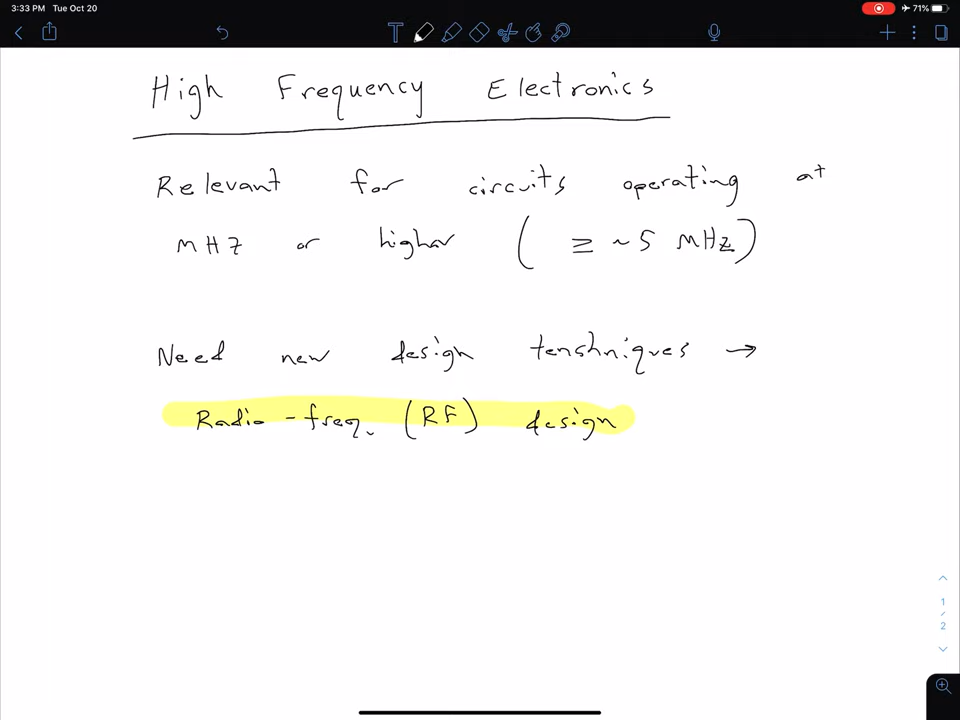 3:33 PM Tue Oct 20
71%
High Frequency Electronics
Relevant for circuits operating at
MHz or higher ( ≥ ~5 MHz)
Need new design tenshniques →
Radio-freq. (RF) design
1
2